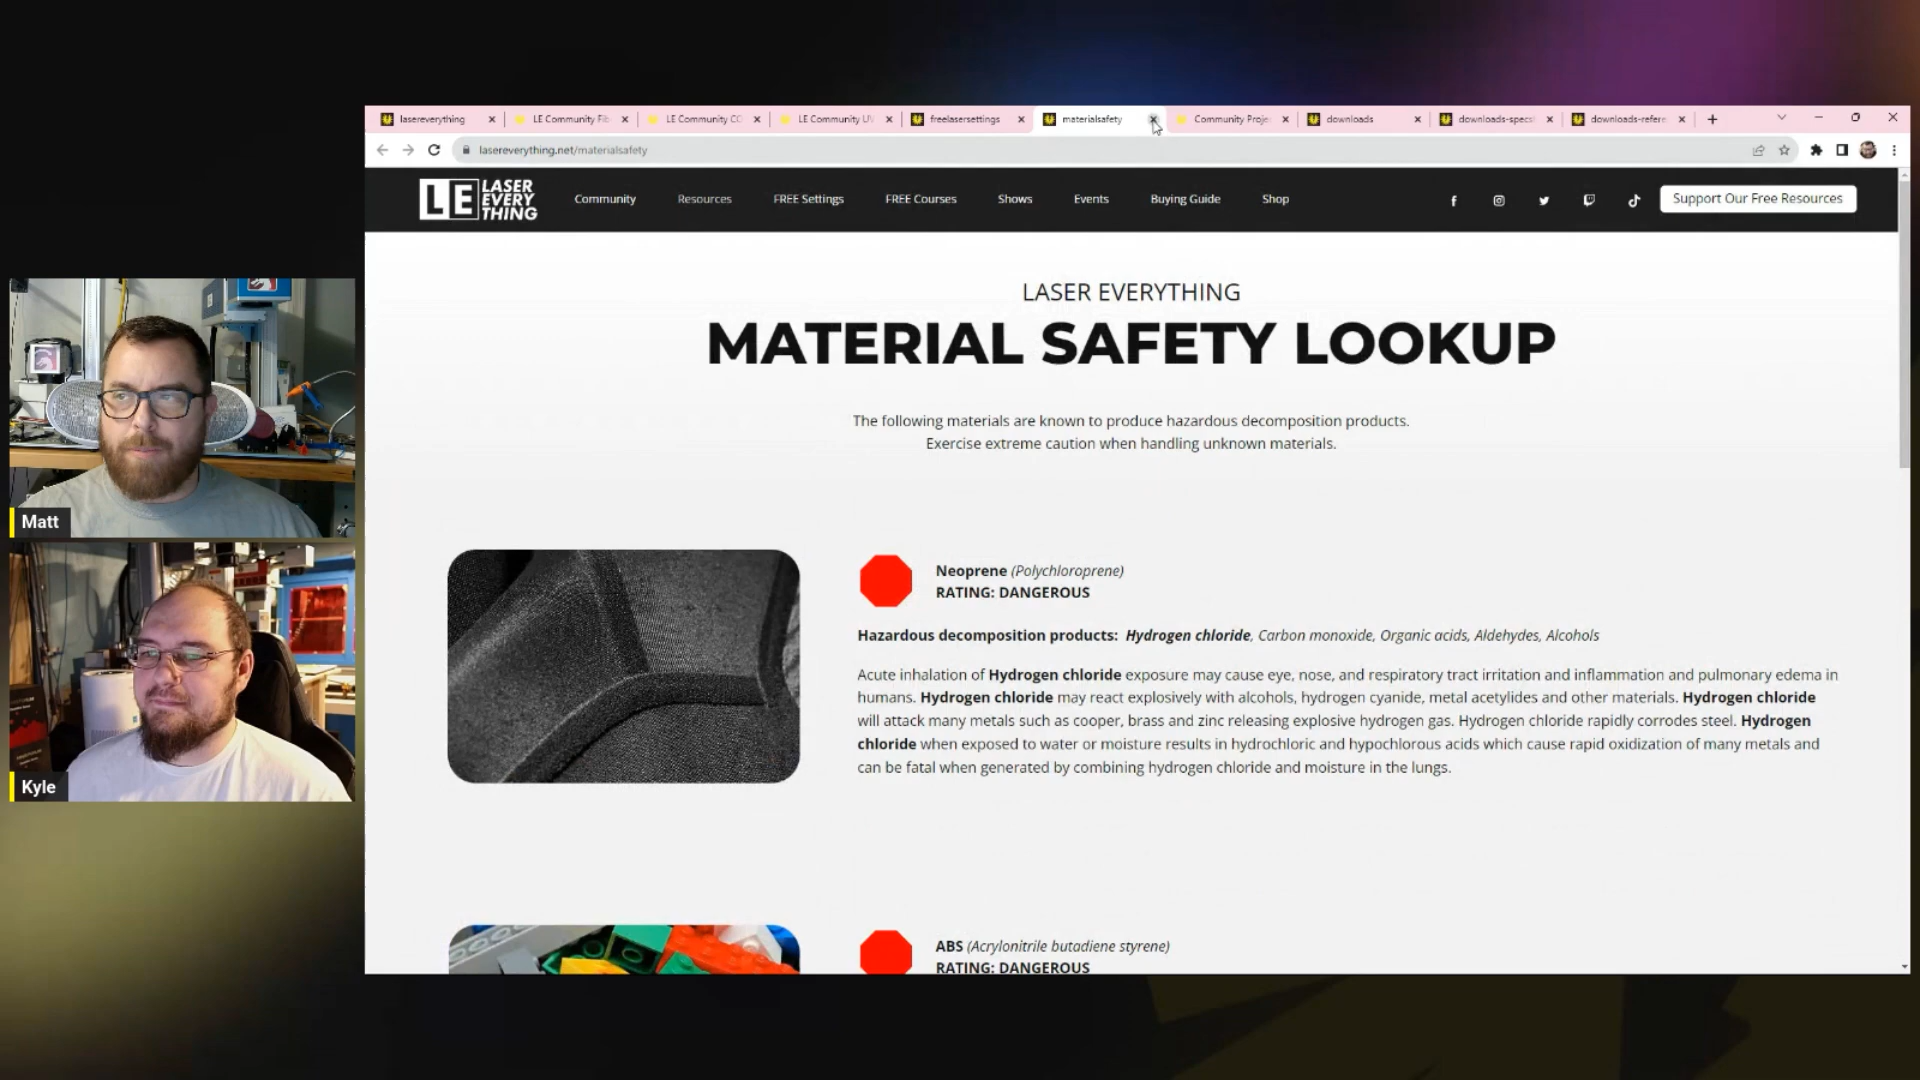 lasereverything
LE Community Fib
LE Community CO
LE Community UV
freelasersettings
materialsafety
Community Projec
downloads
downloads-specs
downloads-refere
lasereverything.net/materialsafety
LE LASER EVERY THING
Community
Resources
FREE Settings
FREE Courses
Shows
Events
Buying Guide
Shop
Support Our Free Resources
LASER EVERYTHING
MATERIAL SAFETY LOOKUP
The following materials are known to produce hazardous decomposition products.
Exercise extreme caution when handling unknown materials.
Neoprene (Polychloroprene)
RATING: DANGEROUS
Hazardous decomposition products: Hydrogen chloride, Carbon monoxide, Organic acids, Aldehydes, Alcohols
Acute inhalation of Hydrogen chloride exposure may cause eye, nose, and respiratory tract irritation and inflammation and pulmonary edema in
humans. Hydrogen chloride may react explosively with alcohols, hydrogen cyanide, metal acetylides and other materials. Hydrogen chloride
will attack many metals such as cooper, brass and zinc releasing explosive hydrogen gas. Hydrogen chloride rapidly corrodes steel. Hydrogen
chloride when exposed to water or moisture results in hydrochloric and hypochlorous acids which cause rapid oxidization of many metals and
can be fatal when generated by combining hydrogen chloride and moisture in the lungs.
ABS (Acrylonitrile butadiene styrene)
RATING: DANGEROUS
Matt
Kyle